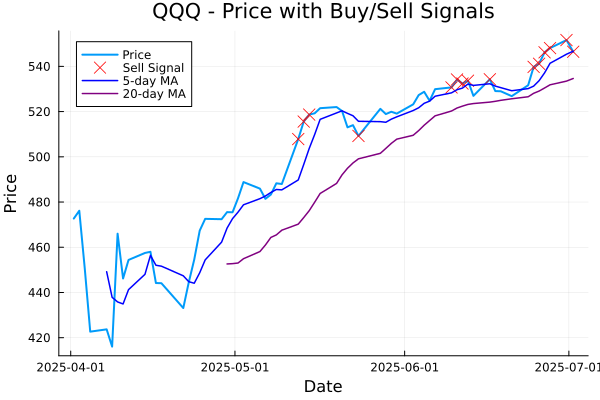 QQQ - Price with Buy/Sell Signals
Price
Sell Signal
5-day MA
20-day MA
540
520
500
480
460
440
420
Price
2025-04-01
2025-05-01
2025-06-01
2025-07-01
Date